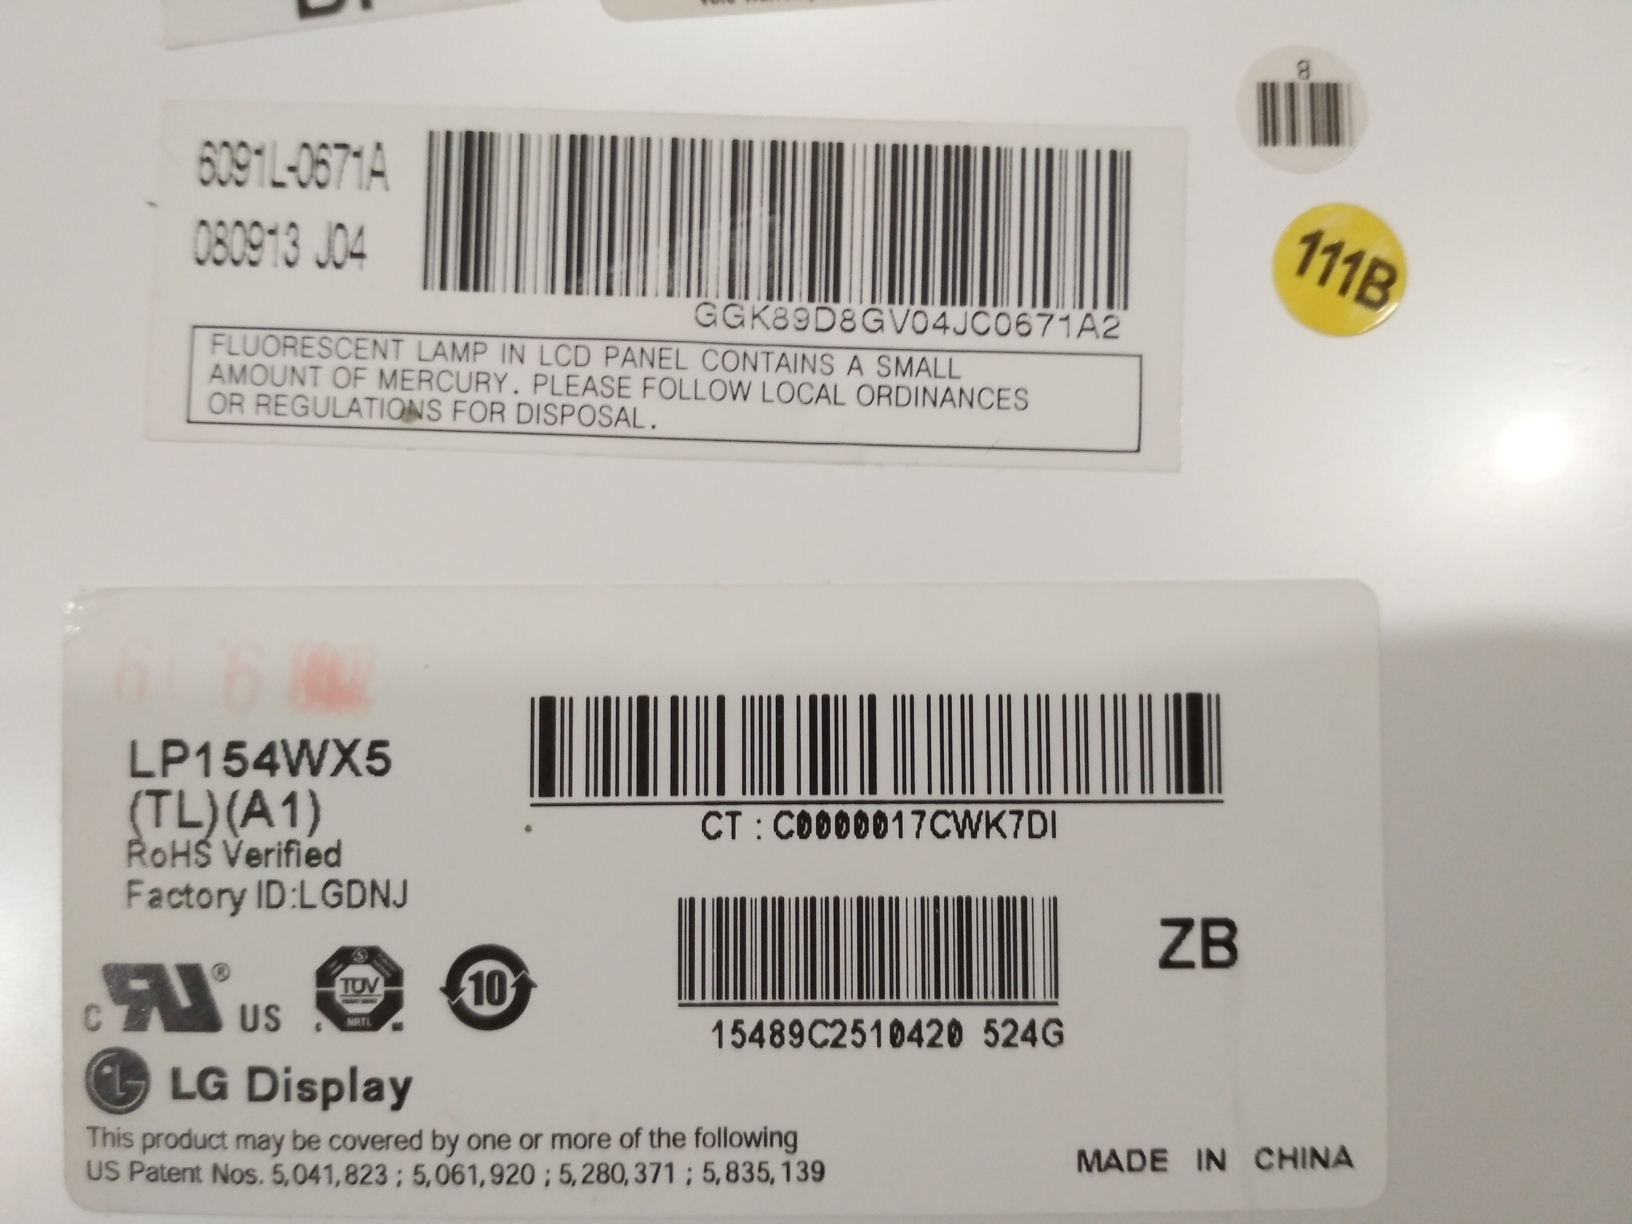 8
6091L-0671A
080913 J04
GGK89D8GV04JC0671A2
111B
FLUORESCENT LAMP IN LCD PANEL CONTAINS A SMALL
AMOUNT OF MERCURY. PLEASE FOLLOW LOCAL ORDINANCES
OR REGULATIONS FOR DISPOSAL.
LP154WX5
(TL)(A1)
RoHS Verified
Factory ID:LGDNJ
CT : C0000017CWK7DI
C US ®
TÜV
NRTL
10
15489C2510420 524G
ZB
LG Display
This product may be covered by one or more of the following
US Patent Nos. 5,041,823 ; 5,061,920 ; 5,280,371 ; 5,835,139
MADE IN CHINA